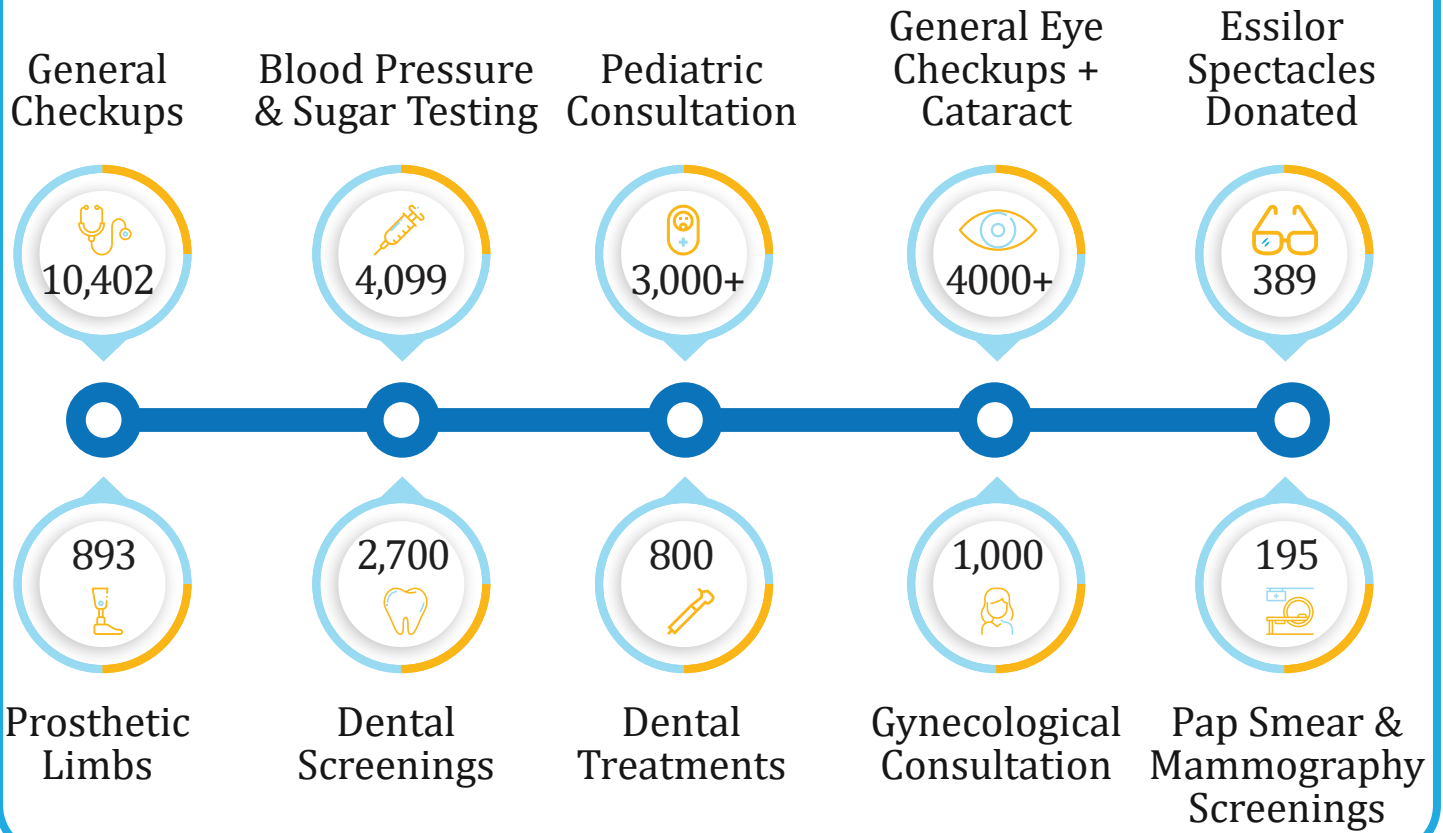 General
Checkups
10,402
Blood Pressure
& Sugar Testing
4,099
Pediatric
Consultation
3,000+
General Eye
Checkups +
Cataract
4000+
Essilor
Spectacles
Donated
389
893
Prosthetic
Limbs
2,700
Dental
Screenings
800
Dental
Treatments
1,000
Gynecological
Consultation
195
Pap Smear &
Mammography
Screenings